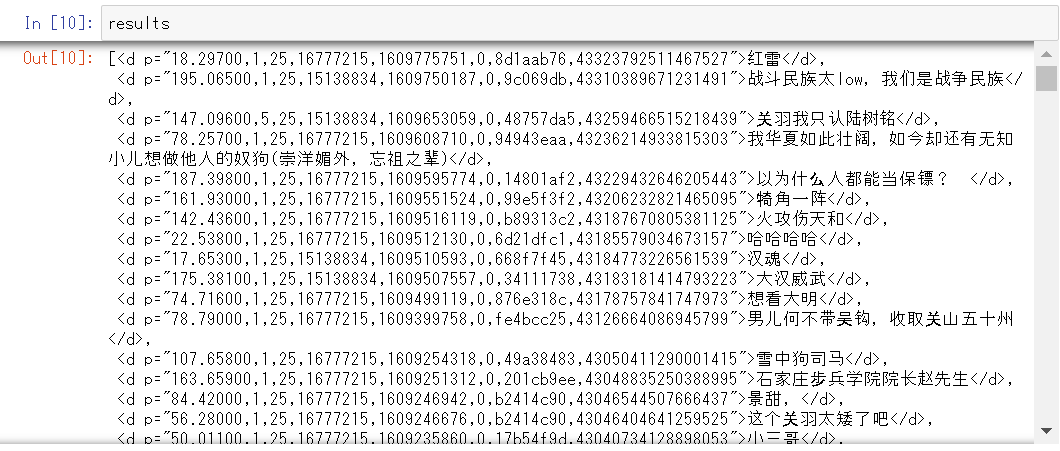 In [10]: results
Out[10]: [<d p="18.29700,1,25,16777215,1609775751,0,8d1aab76,43323792511467527">红雷</d>,
<d p="195.06500,1,25,15138834,1609750187,0,9c069db,43310389671231491">战斗民族太low，我们是战争民族</
d>,
<d p="147.09600,5,25,15138834,1609653059,0,48757da5,43259466515218439">关羽我只认陆树铭</d>,
<d p="78.25700,1,25,16777215,1609608710,0,94943eaa,43236214933815303">我华夏如此壮阔，如今却还有无知
小儿想做他人的奴狗(崇洋媚外，忘祖之辈)</d>,
<d p="187.39800,1,25,16777215,1609595774,0,14801af2,43229432646205443">以为什么人都能当保镖？ </d>,
<d p="161.93000,1,25,16777215,1609551524,0,99e5f3f2,43206232821465095">犄角一阵</d>,
<d p="142.43600,1,25,16777215,1609516119,0,b89313c2,43187670805381125">火攻伤天和</d>,
<d p="22.53800,1,25,16777215,1609512130,0,6d21dfc1,43185579034673157">哈哈哈哈</d>,
<d p="17.65300,1,25,15138834,1609510593,0,668f7f45,43184773226561539">汉魂</d>,
<d p="175.38100,1,25,15138834,1609507557,0,34111738,43183181414793223">大汉威武</d>,
<d p="74.71600,1,25,16777215,1609499119,0,876e318c,43178757841747973">想看大明</d>,
<d p="78.79000,1,25,16777215,1609399758,0,fe4bcc25,43126664086945799">男儿何不带吴钩，收取关山五十州
</d>,
<d p="107.65800,1,25,16777215,1609254318,0,49a38483,43050411290001415">雪中狗司马</d>,
<d p="163.65900,1,25,16777215,1609251312,0,201cb9ee,43048835250388995">石家庄步兵学院院长赵先生</d>,
<d p="84.42000,1,25,16777215,1609246942,0,b2414c90,43046544507666437">景甜，</d>,
<d p="56.28000,1,25,16777215,1609246676,0,b2414c90,43046404641259525">这个关羽太矮了吧</d>,
<d p="50.01100,1,25,16777215,1609235860,0,17b54f9d,43040734128898053">小三哥</d>,